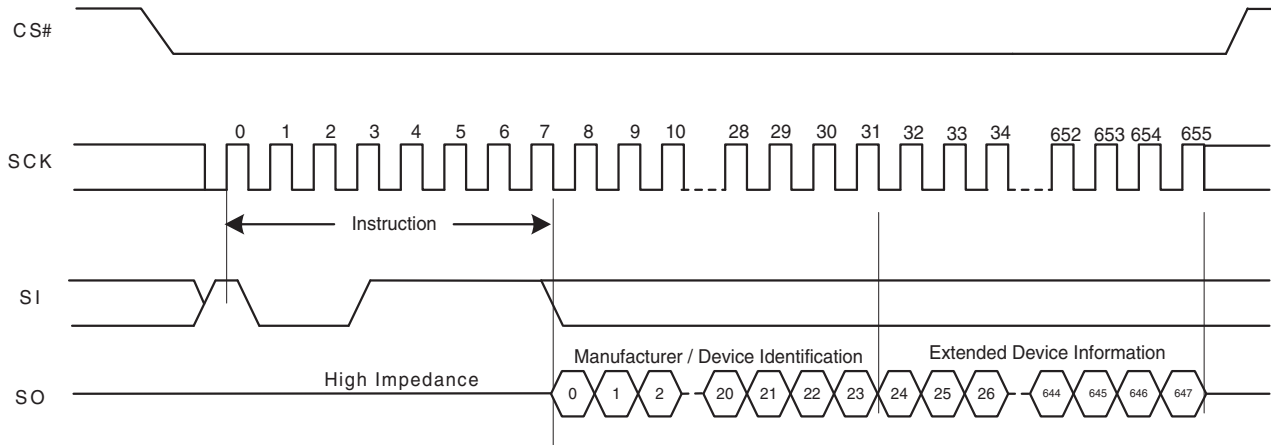 CS#
0 1 2 3 4 5 6 7 8 9 10 28 29 30 31 32 33 34 652 653 654 655
SCK
Instruction
SI
Manufacturer / Device Identification Extended Device Information
High Impedance
SO
0 1 2 20 21 22 23 24 25 26 644 645 646 647